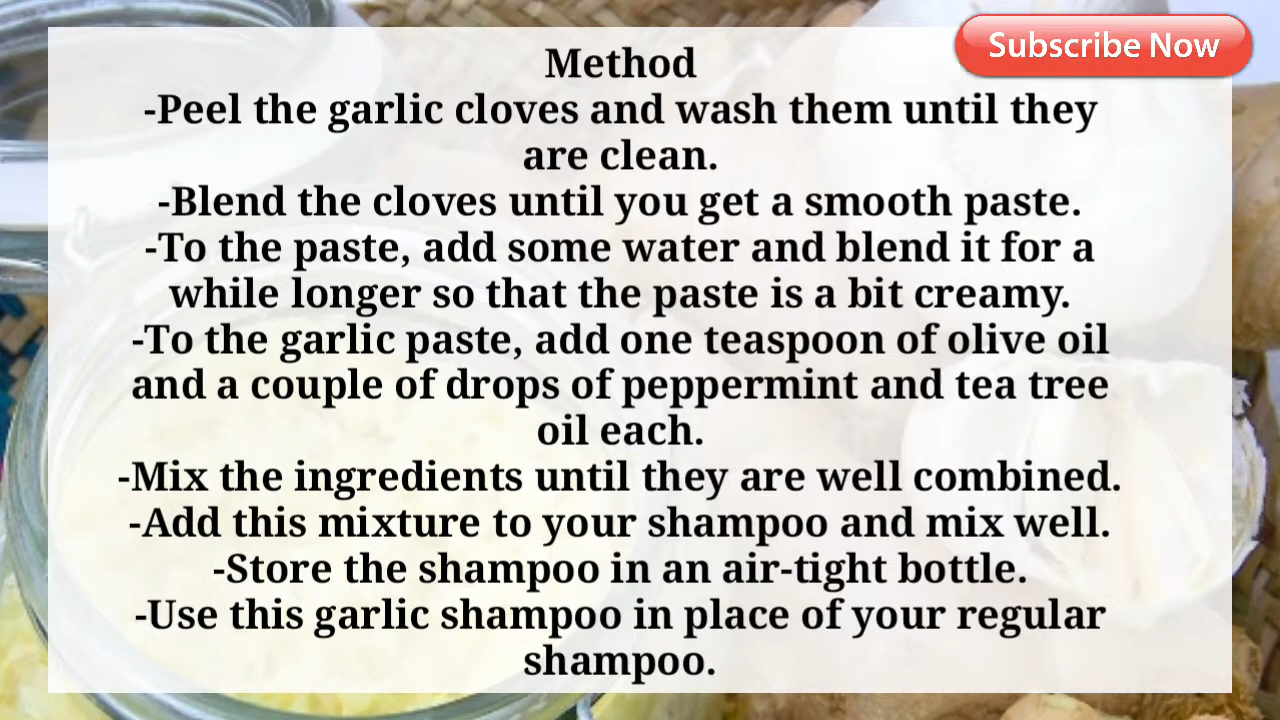 Subscribe Now
Method
-Peel the garlic cloves and wash them until they
are clean.
-Blend the cloves until you get a smooth paste.
-To the paste, add some water and blend it for a
while longer so that the paste is a bit creamy.
-To the garlic paste, add one teaspoon of olive oil
and a couple of drops of peppermint and tea tree
oil each.
-Mix the ingredients until they are well combined.
-Add this mixture to your shampoo and mix well.
-Store the shampoo in an air-tight bottle.
-Use this garlic shampoo in place of your regular
shampoo.